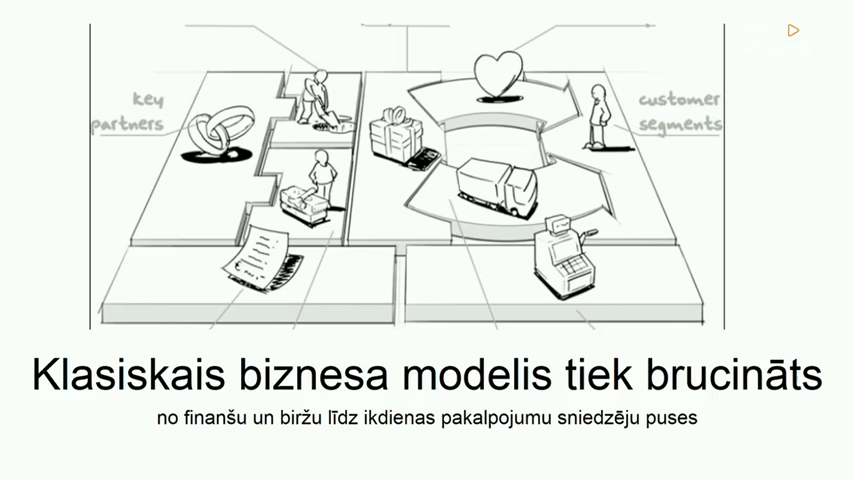 key
partners
customer
segments
Klasiskais biznesa modelis tiek brucināts
no finanšu un biržu līdz ikdienas pakalpojumu sniedzēju puses